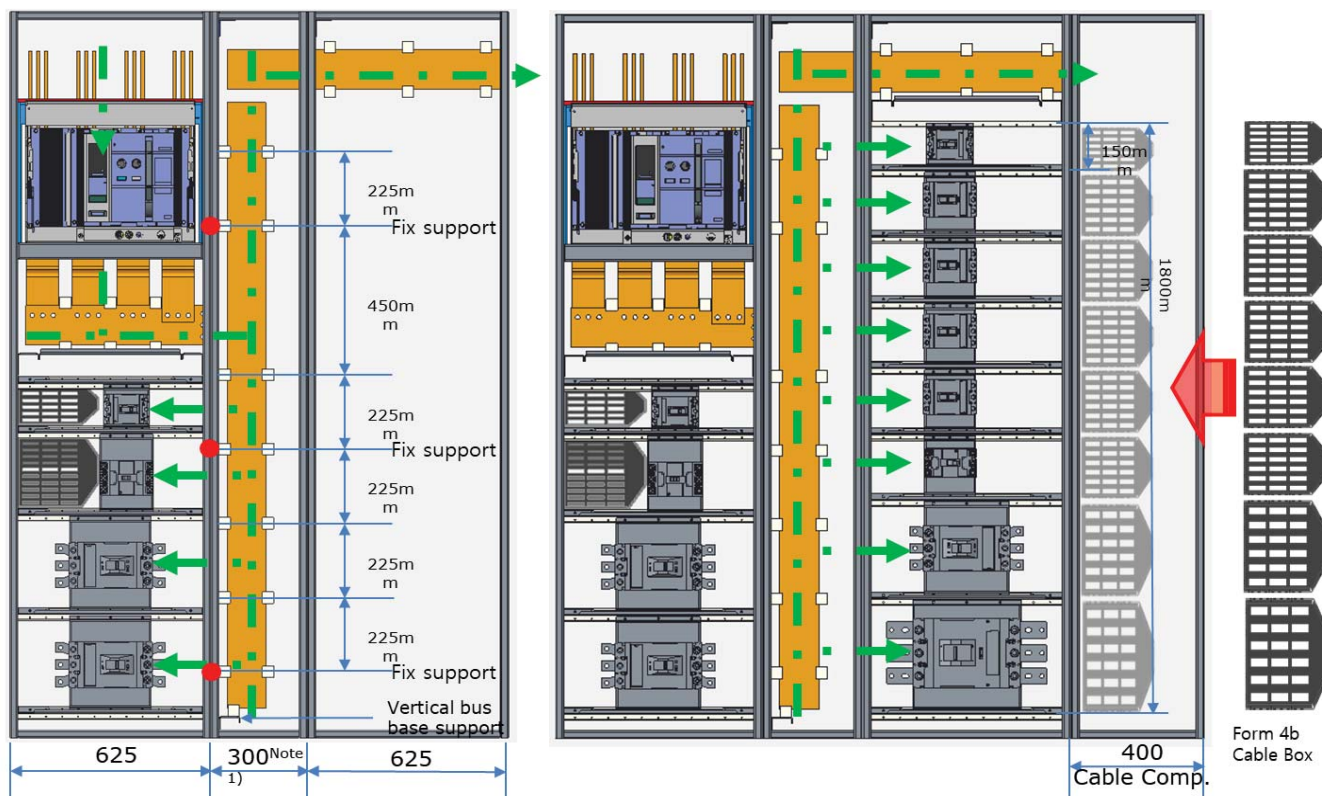 225m
m
Fix support
450m
m
225m
m
Fix support
225m
m
225m
m
225m
m
Fix support
Vertical bus
base support
625
300Note
1)
625
150m
m
1800m
m
400
Cable Comp.
Form 4b
Cable Box